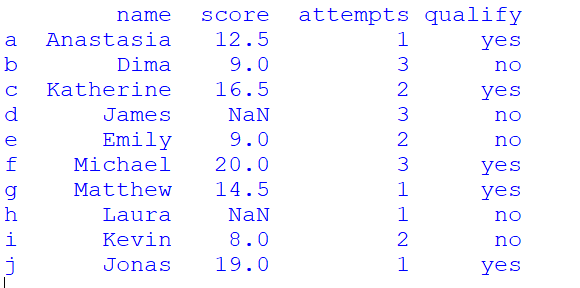 name score attempts qualify
a Anastasia 12.5 1 yes
b Dima 9.0 3 no
c Katherine 16.5 2 yes
d James NaN 3 no
e Emily 9.0 2 no
f Michael 20.0 3 yes
g Matthew 14.5 1 yes
h Laura NaN 1 no
i Kevin 8.0 2 no
j Jonas 19.0 1 yes